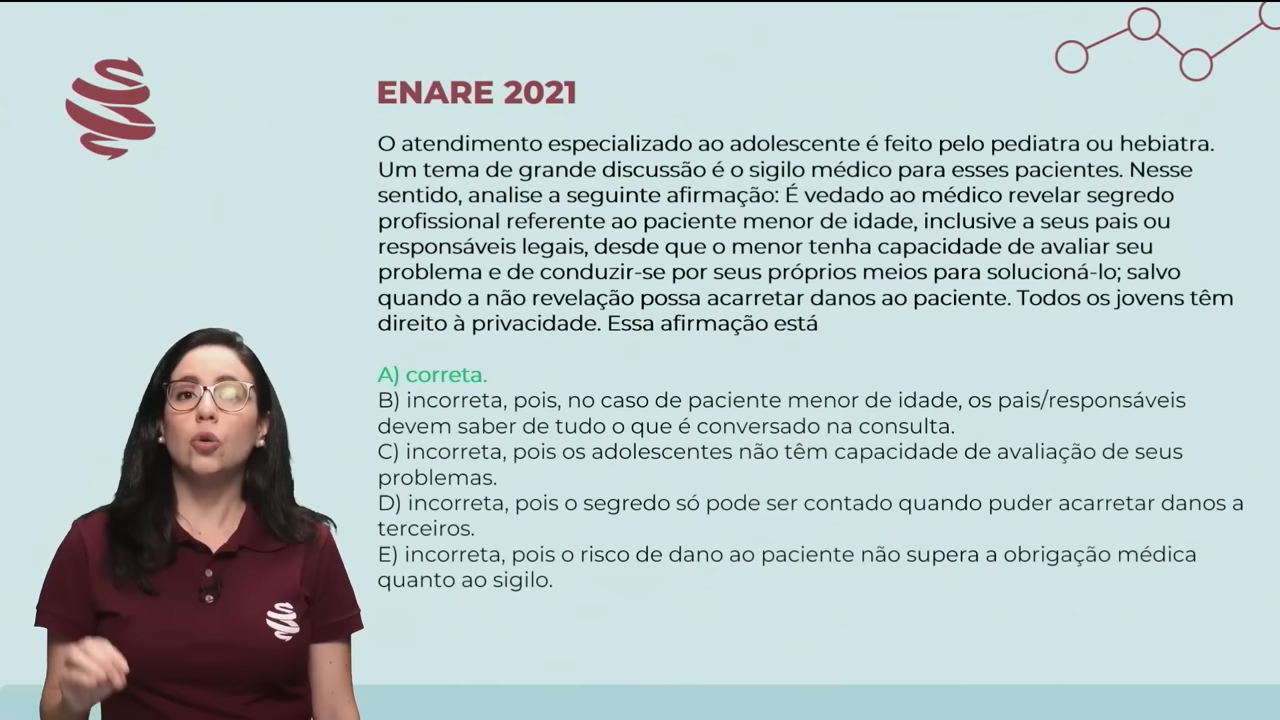 ENARE 2021
O atendimento especializado ao adolescente é feito pelo pediatra ou hebiatra.
Um tema de grande discussão é o sigilo médico para esses pacientes. Nesse
sentido, analise a seguinte afirmação: É vedado ao médico revelar segredo
profissional referente ao paciente menor de idade, inclusive a seus pais ou
responsáveis legais, desde que o menor tenha capacidade de avaliar seu
problema e de conduzir-se por seus próprios meios para solucioná-lo; salvo
quando a não revelação possa acarretar danos ao paciente. Todos os jovens têm
direito à privacidade. Essa afirmação está
A) correta.
B) incorreta, pois, no caso de paciente menor de idade, os pais/responsáveis
devem saber de tudo o que é conversado na consulta.
C) incorreta, pois os adolescentes não têm capacidade de avaliação de seus
problemas.
D) incorreta, pois o segredo só pode ser contado quando puder acarretar danos a
terceiros.
E) incorreta, pois o risco de dano ao paciente não supera a obrigação médica
quanto ao sigilo.